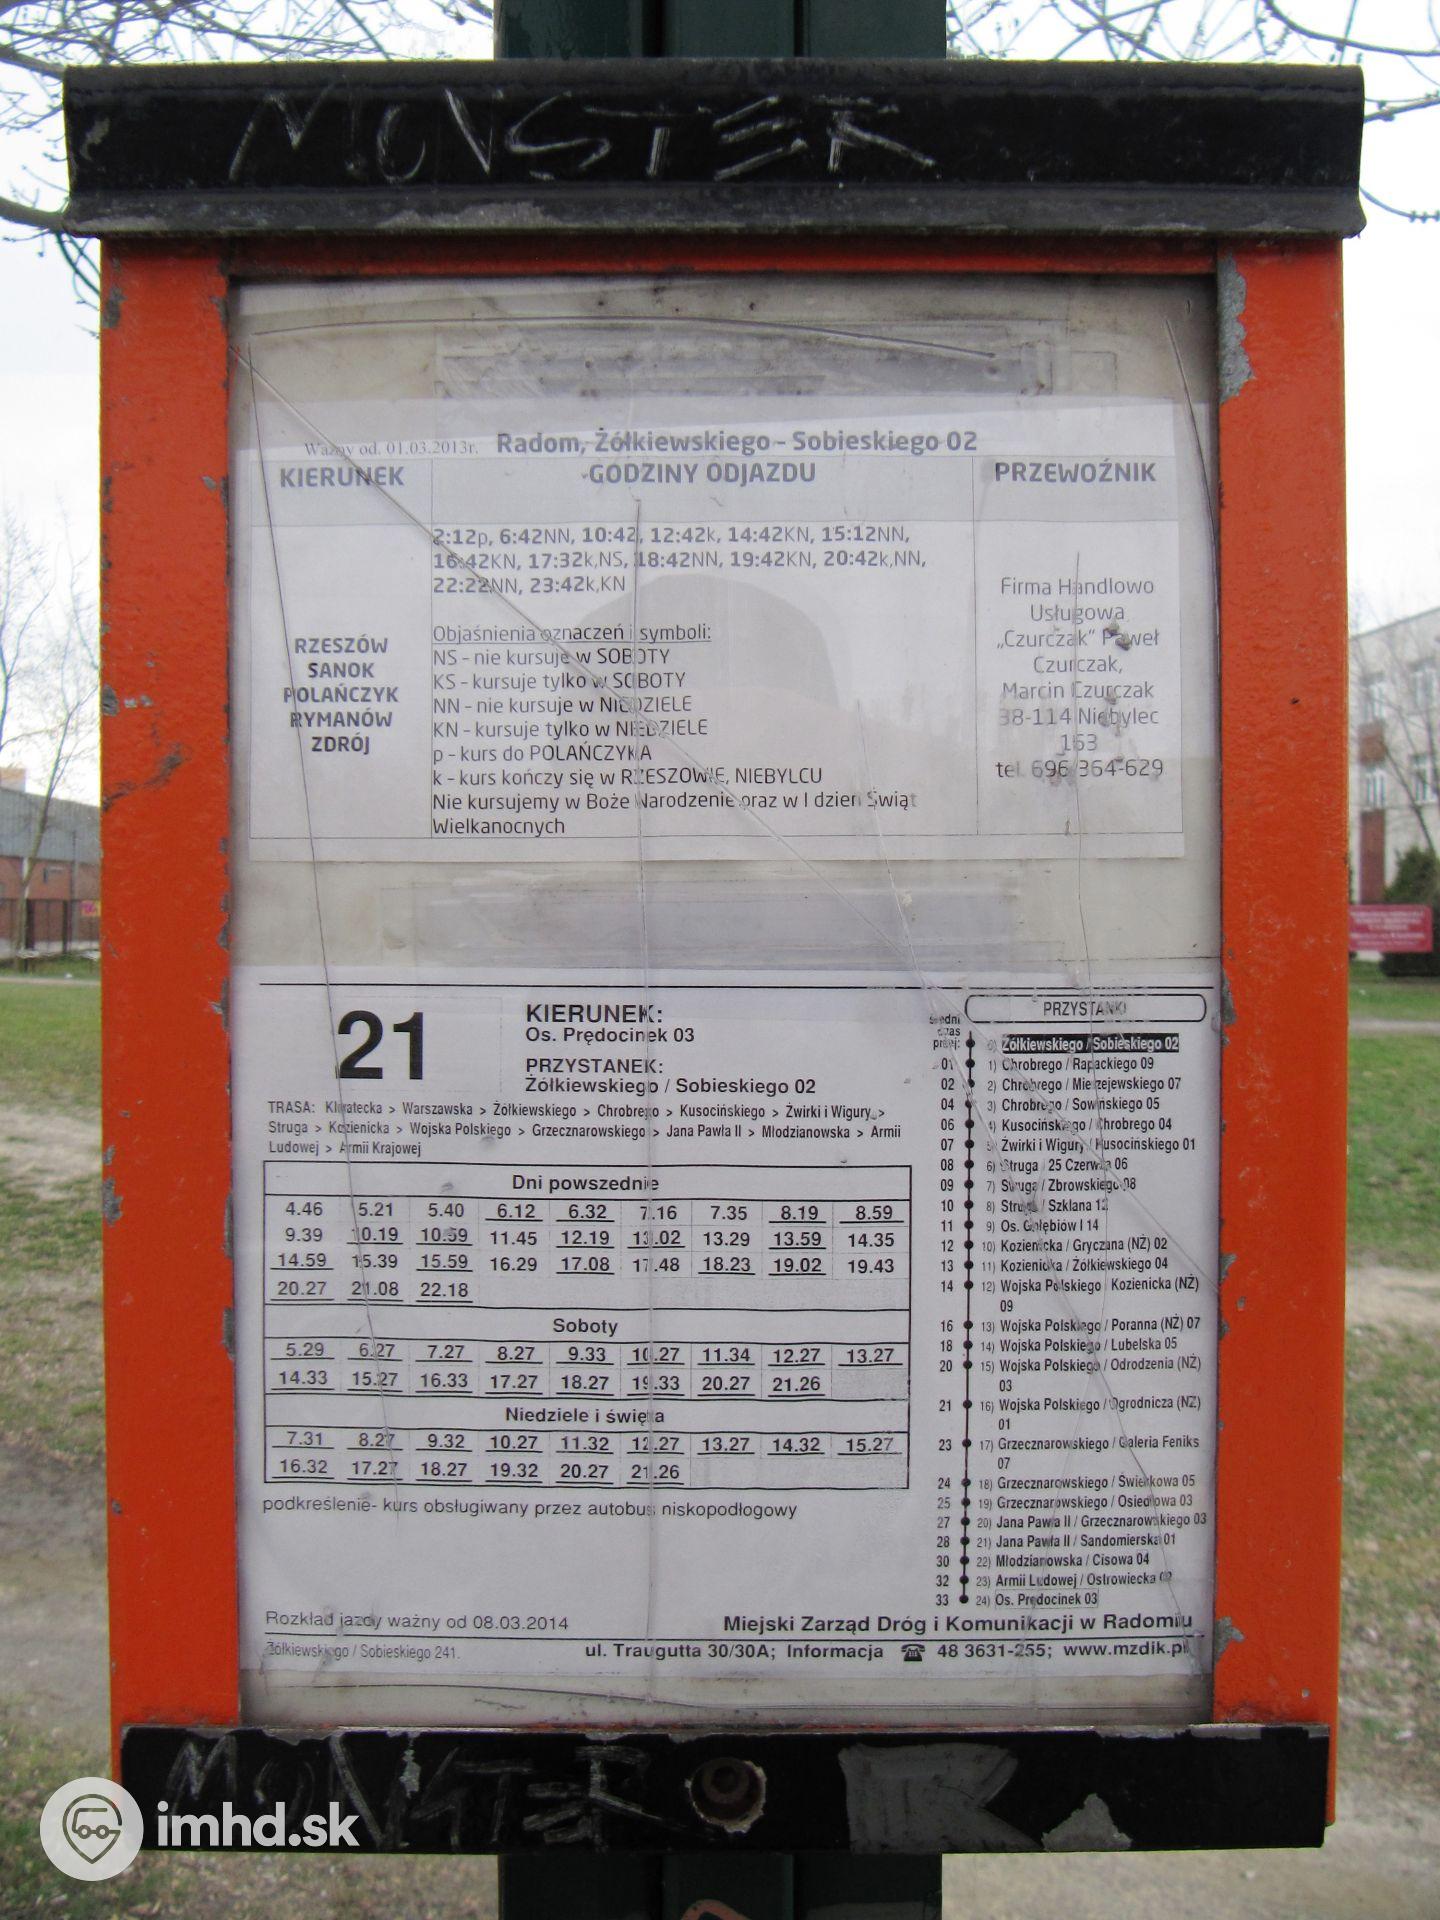 MONSTER
Ważny od. 01.03.2013r. Radom, Żółkiewskiego - Sobieskiego 02
KIERUNEK GODZINY ODJAZDU PRZEWOŹNIK
2:12p, 6:42NN, 10:42, 12:42k, 14:42KN, 15:12NN,
16:42KN, 17:32k,NS, 18:42NN, 19:42KN, 20:42k,NN,
22:22NN, 23:42k,KN
RZESZÓW
SANOK
POLAŃCZYK
RYMANÓW
ZDRÓJ
Objaśnienia oznaczeń i symboli:
NS - nie kursuje w SOBOTY
KS - kursuje tylko w SOBOTY
NN - nie kursuje w NIEDZIELE
KN - kursuje tylko w NIEDZIELE
p - kurs do POLAŃCZYKA
k - kurs kończy się w RZESZOWIE, NIEBYLCU
Nie kursujemy w Boże Narodzenie oraz w I dzień Świąt
Wielkanocnych
Firma Handlowo
Usługowa
„Czurczak" Paweł
Czurczak,
Marcin Czurczak
38-114 Niebylec
163
tel. 696 364-629
21
KIERUNEK:
Os. Prędocinek 03
PRZYSTANEK:
Żółkiewskiego / Sobieskiego 02
TRASA: Klwatecka > Warszawska > Żółkiewskiego > Chrobrego > Kusocińskiego > Żwirki i Wigury >
Struga > Kozienicka > Wojska Polskiego > Grzecznarowskiego > Jana Pawła II > Młodzianowska > Armii
Ludowej > Armii Krajowej
Dni powszednie
4.46 5.21 5.40 6.12 6.32 7.16 7.35 8.19 8.59
9.39 10.19 10.59 11.45 12.19 13.02 13.29 13.59 14.35
14.59 15.39 15.59 16.29 17.08 17.48 18.23 19.02 19.43
20.27 21.08 22.18
Soboty
5.29 6.27 7.27 8.27 9.33 10.27 11.34 12.27 13.27
14.33 15.27 16.33 17.27 18.27 19.33 20.27 21.26
Niedziele i święta
7.31 8.27 9.32 10.27 11.32 12.27 13.27 14.32 15.27
16.32 17.27 18.27 19.32 20.27 21.26
podkreślenie- kurs obsługiwany przez autobus niskopodłogowy
średni
czas
przej:
PRZYSTANKI
0) Żółkiewskiego / Sobieskiego 02
01 1) Chrobrego / Rapackiego 09
02 2) Chrobrego / Mierzejewskiego 07
04 3) Chrobrego / Sowińskiego 05
06 4) Kusocińskiego / Chrobrego 04
07 5) Żwirki i Wigury / Kusocińskiego 01
08 6) Struga / 25 Czerwca 06
09 7) Struga / Zbrowskiego 08
10 8) Struga / Szklana 12
11 9) Os. Gołębiów I 14
12 10) Kozienicka / Gryczana (NŻ) 02
13 11) Kozienicka / Żółkiewskiego 04
14 12) Wojska Polskiego / Kozienicka (NŻ)
09
16 13) Wojska Polskiego / Poranna (NŻ) 07
18 14) Wojska Polskiego / Lubelska 05
20 15) Wojska Polskiego / Odrodzenia (NŻ)
03
21 16) Wojska Polskiego / Ogrodnicza (NŻ)
01
23 17) Grzecznarowskiego / Galeria Feniks
07
24 18) Grzecznarowskiego / Świerkowa 05
25 19) Grzecznarowskiego / Osiedlowa 03
27 20) Jana Pawła II / Grzecznarowskiego 03
28 21) Jana Pawła II / Sandomierska 01
30 22) Młodzianowska / Cisowa 04
32 23) Armii Ludowej / Ostrowiecka 02
33 24) Os. Prędocinek 03
Rozkład jazdy ważny od 08.03.2014 Miejski Zarząd Dróg i Komunikacji w Radomiu
Żółkiewskiego / Sobieskiego 241. ul. Traugutta 30/30A; Informacja ☎ 48 3631-255; www.mzdik.pl
MONSTER
imhd.sk